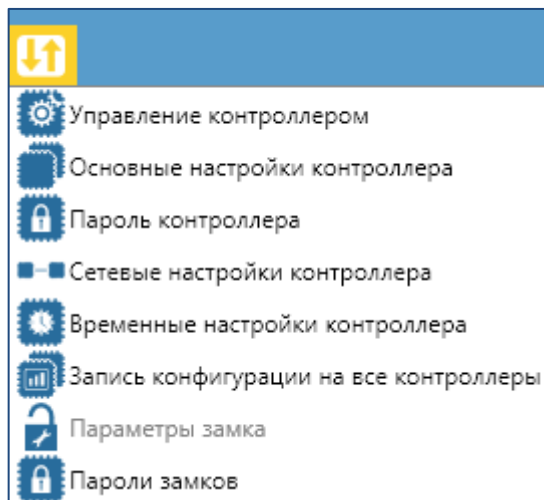 Управление контроллером
Основные настройки контроллера
Пароль контроллера
Сетевые настройки контроллера
Временные настройки контроллера
Запись конфигурации на все контроллеры
Параметры замка
Пароли замков